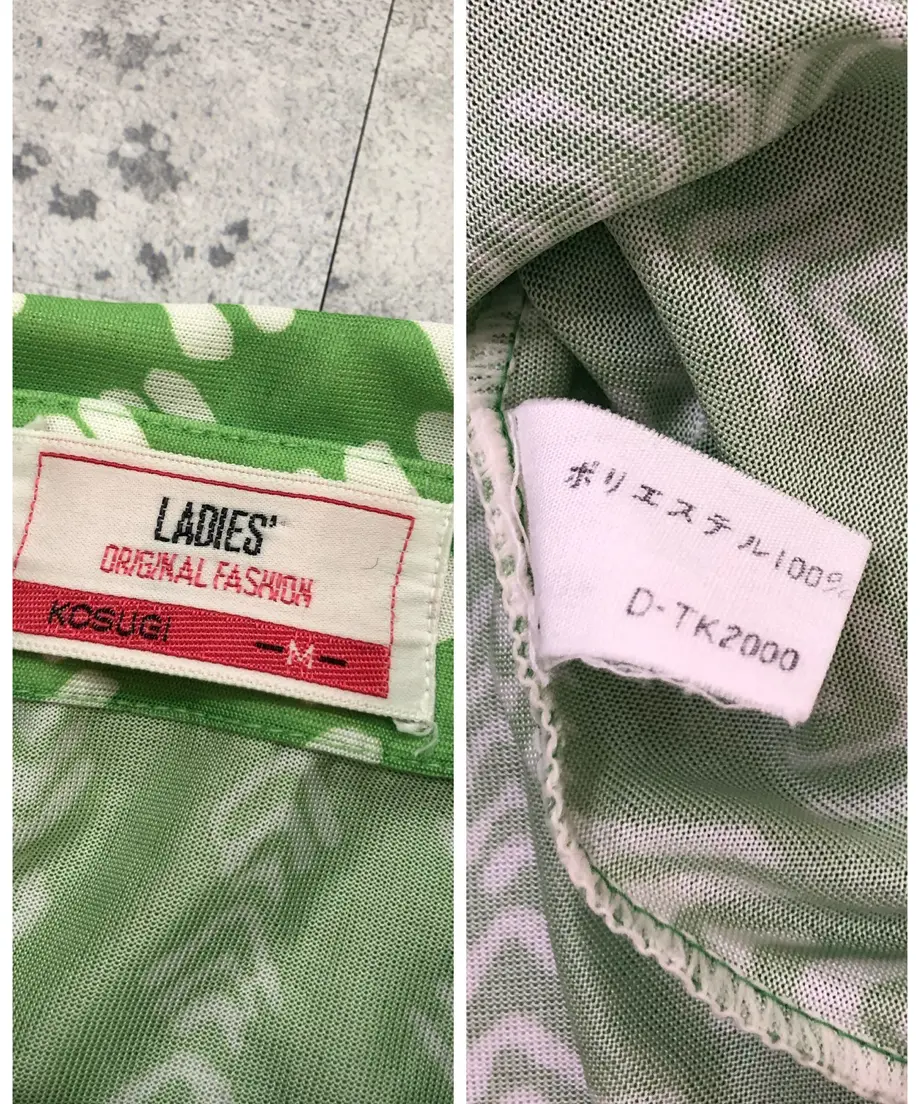 LADIES'
ORIGINAL FASHION
KOSUGI
-M-
ポリエステル100%
D-TK2000